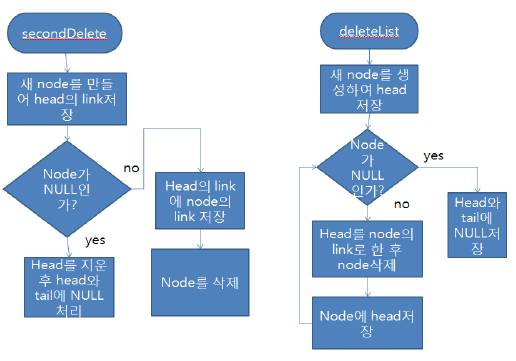 secondDelete
새 node를 만들
어 head의 link저
장
Node가
NULL인
가?
no
yes
Head의 link
에 node의
link 저장
Head를 지운
후 head와
tail에 NULL
처리
Node를 삭제
deleteList
새 node를 생
성하여 head
저장
Node
가
NULL
인가?
yes
no
Head와
tail에
NULL저
장
Head를 node의
link로 한 후
node삭제
Node에 head저
장